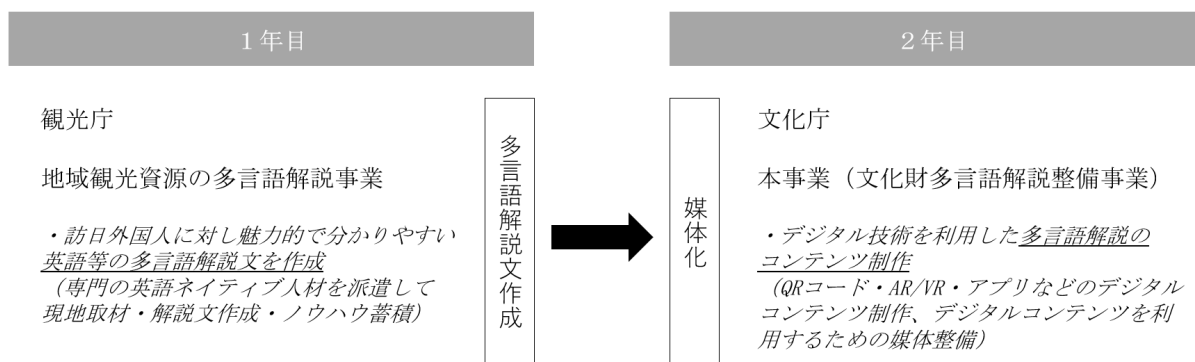 1年目
観光庁
地域観光資源の多言語解説事業
・訪日外国人に対し魅力的で分かりやすい
英語等の多言語解説文を作成
（専門の英語ネイティブ人材を派遣して
現地取材・解説文作成・ノウハウ蓄積）
多言語解説文作成
2年目
媒体化
文化庁
本事業（文化財多言語解説整備事業）
・デジタル技術を利用した多言語解説の
コンテンツ制作
（QRコード・AR/VR・アプリなどのデジタル
コンテンツ制作、デジタルコンテンツを利
用するための媒体整備）